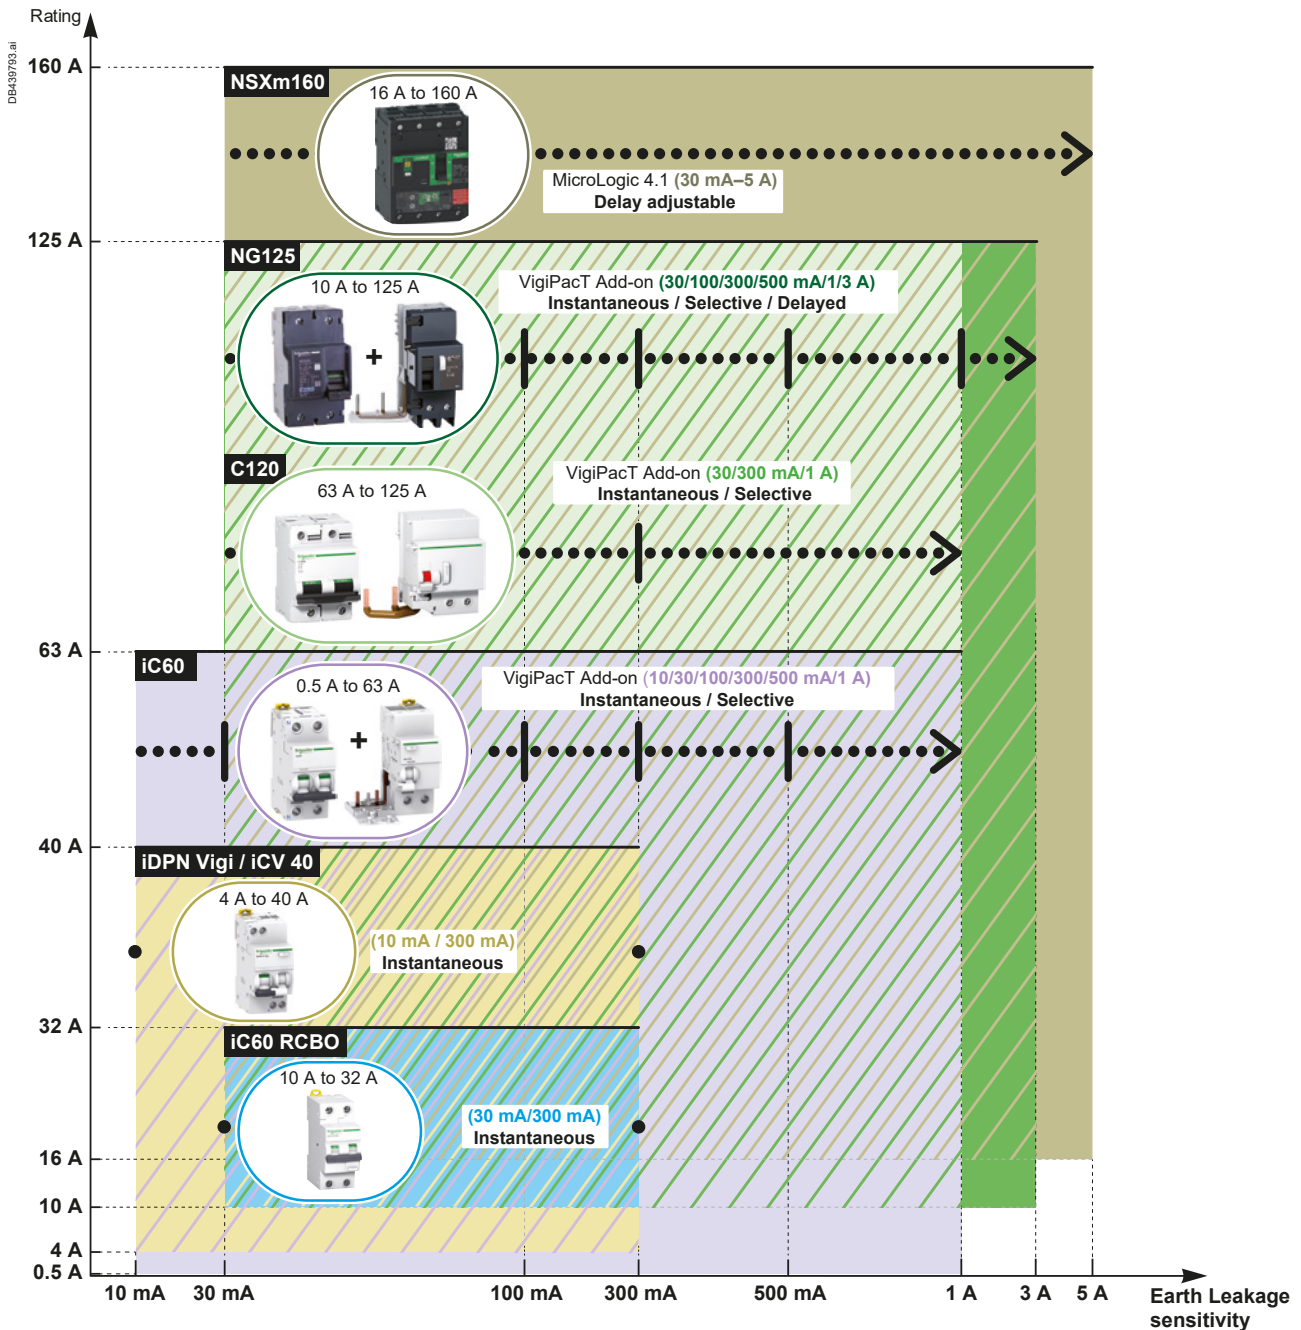 Rating
DB439793.ai
160 A
NSXm160
16 A to 160 A
MicroLogic 4.1 (30 mA–5 A)
Delay adjustable
125 A
NG125
10 A to 125 A
VigiPacT Add-on (30/100/300/500 mA/1/3 A)
Instantaneous / Selective / Delayed
+
C120
63 A to 125 A
VigiPacT Add-on (30/300 mA/1 A)
Instantaneous / Selective
63 A
iC60
0.5 A to 63 A
VigiPacT Add-on (10/30/100/300/500 mA/1 A)
Instantaneous / Selective
+
40 A
iDPN Vigi / iCV 40
4 A to 40 A
(10 mA / 300 mA)
Instantaneous
32 A
iC60 RCBO
10 A to 32 A
(30 mA/300 mA)
Instantaneous
16 A
10 A
4 A
0.5 A
10 mA 30 mA 100 mA 300 mA 500 mA 1 A 3 A 5 A
Earth Leakage
sensitivity